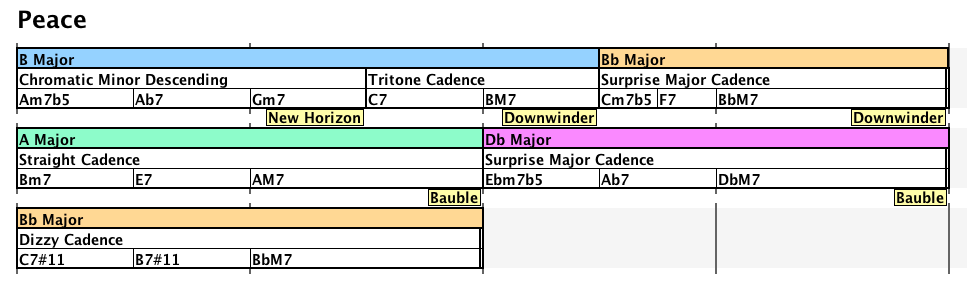 Peace
B Major Bb Major
Chromatic Minor Descending Tritone Cadence Surprise Major Cadence
Am7b5 Ab7 Gm7 C7 BM7 Cm7b5 F7 BbM7
New Horizon Downwinder Downwinder
A Major Db Major
Straight Cadence Surprise Major Cadence
Bm7 E7 AM7 Ebm7b5 Ab7 DbM7
Bauble Bauble
Bb Major
Dizzy Cadence
C7#11 B7#11 BbM7